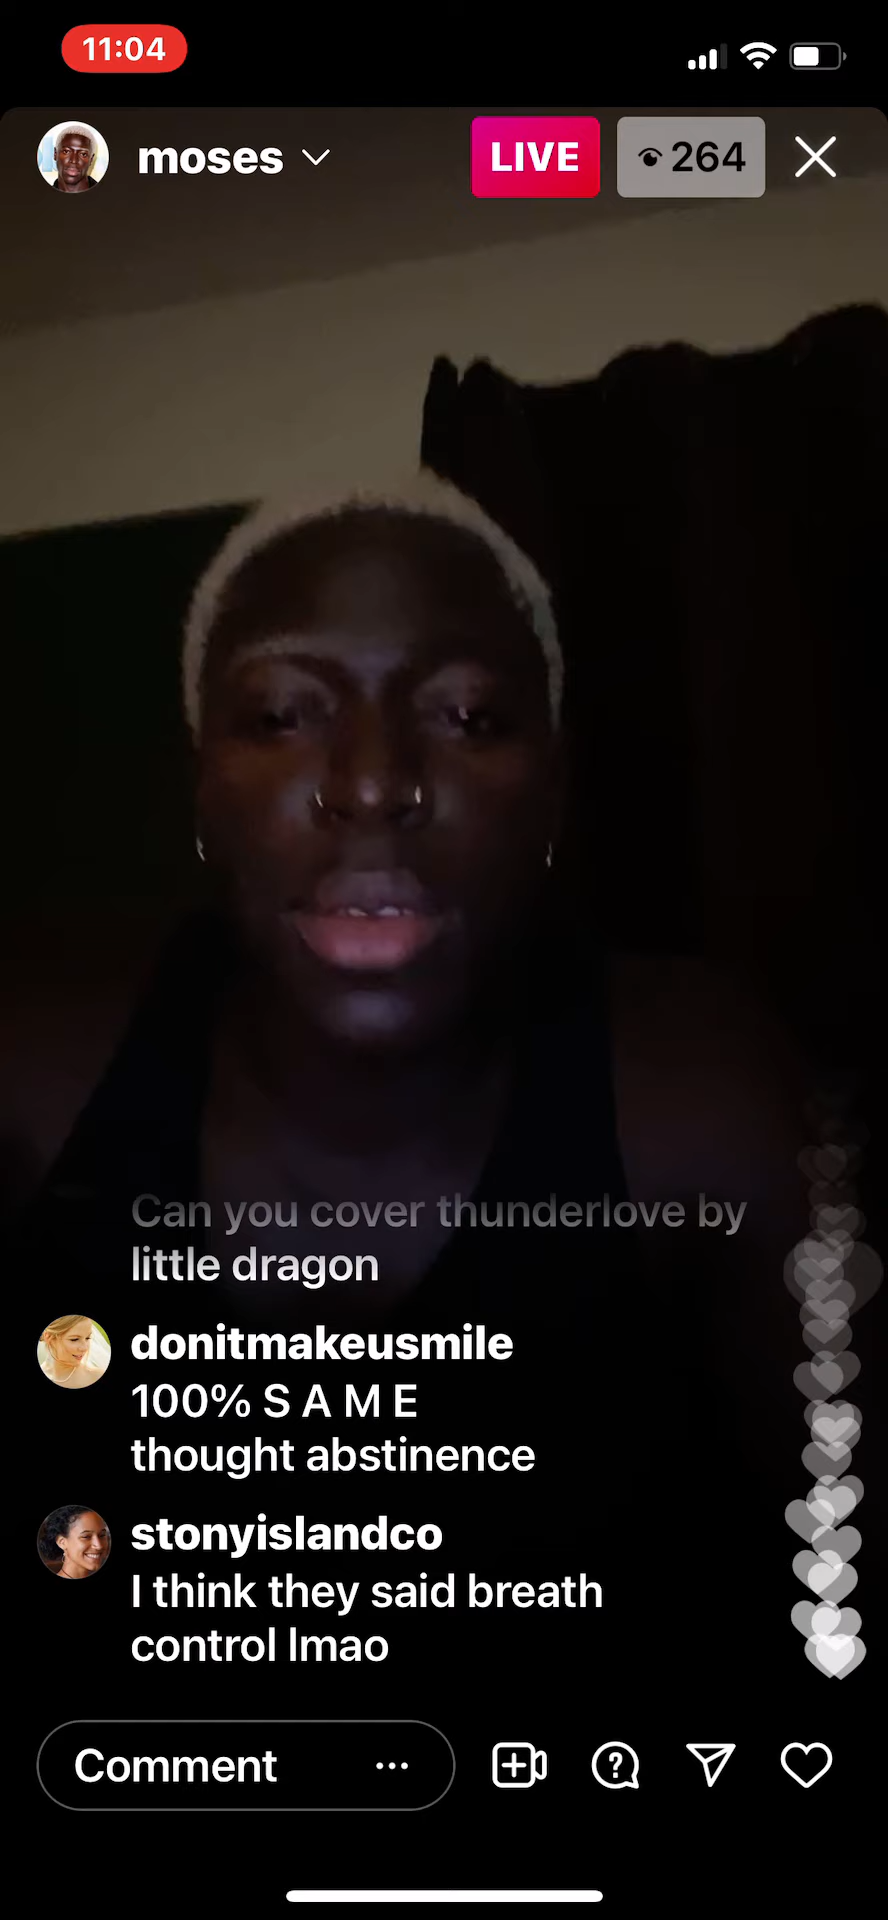 11:04
moses
LIVE
264
Can you cover thunderlove by
little dragon
donitmakeusmile
100% S A M E
thought abstinence
stonyislandco
I think they said breath
control lmao
Comment